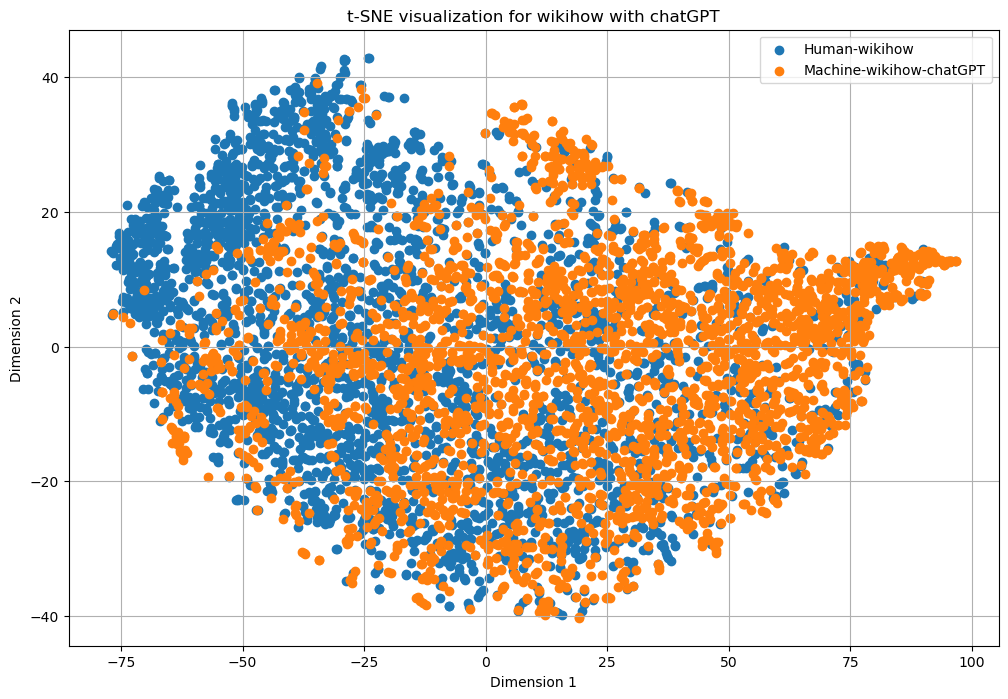 t-SNE visualization for wikihow with chatGPT
Human-wikihow
Machine-wikihow-chatGPT
40
20
0
−20
−40
Dimension 2
−75
−50
−25
0
25
50
75
100
Dimension 1